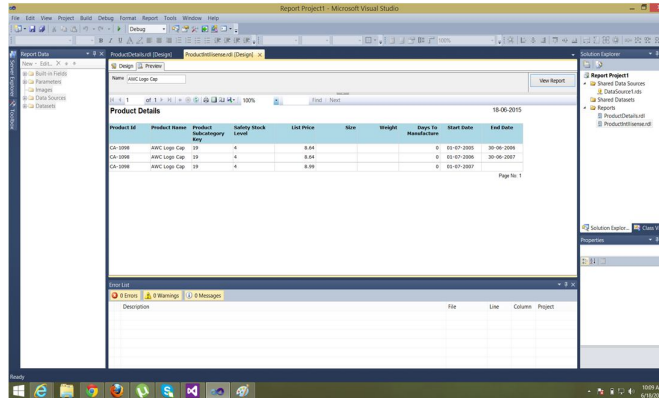 Report Project1 - Microsoft Visual Studio
File Edit View Project Build Debug Format Report Tools Window Help
Debug
100%
Report Data
New - Edit...
Built-in Fields
Parameters
Images
Data Sources
Datasets
Server Explorer
Toolbox
ProductDetails.rdl [Design]
Design Preview
Name AWC Logo Cap
View Report
1 of 1 100% Find | Next
Product Details 16-06-2015
Product Id Product Name Product Subcategory Key Safety Stock Level List Price Size Weight Days To Manufacture Start Date End Date
CA-1098 AWC Logo Cap 19 4 8.64 0 01-07-2005 30-06-2006
CA-1098 AWC Logo Cap 19 4 8.64 0 01-07-2006 30-06-2007
CA-1098 AWC Logo Cap 19 4 8.99 0 01-07-2007
Page No: 1
Solution Explorer
Report Project1
Shared Data Sources
DataSource1.rds
Shared Datasets
Reports
ProductDetails.rdl
Solution Explor... Class V
Properties
Error List
0 Errors 0 Warnings 0 Messages
Description File Line Column Project
Ready